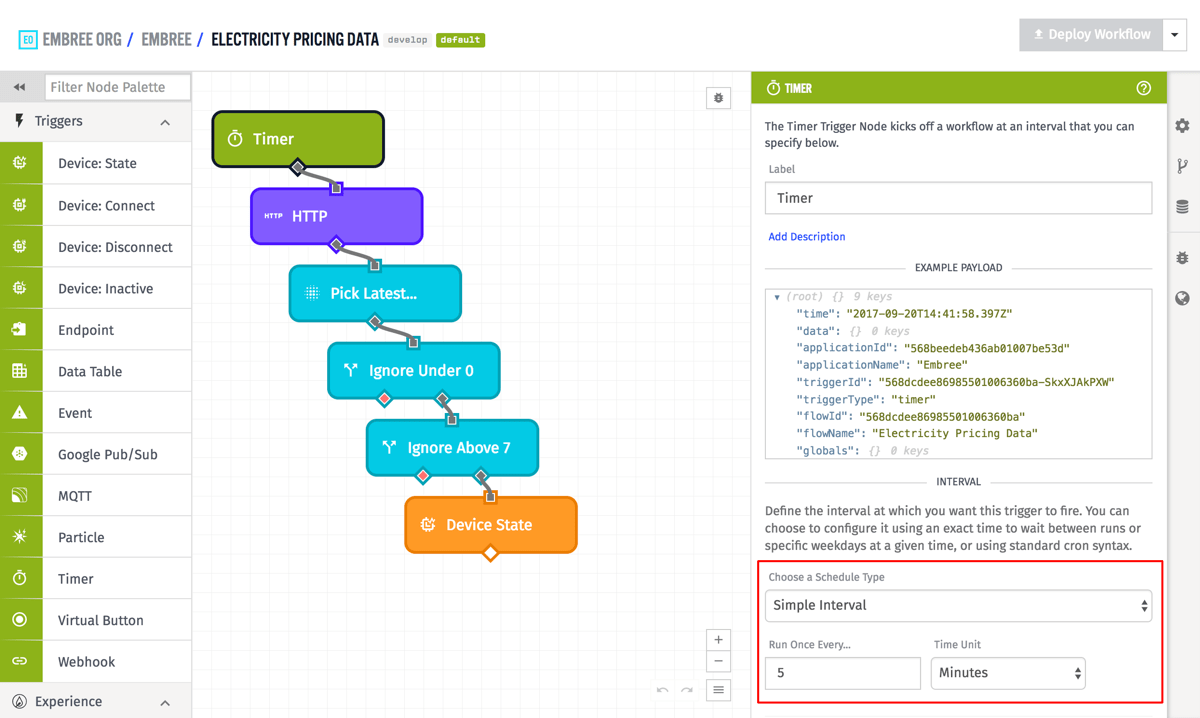 EO EMBREE ORG / EMBREE / ELECTRICITY PRICING DATA develop default
Deploy Workflow
Filter Node Palette
Triggers
Device: State
Device: Connect
Device: Disconnect
Device: Inactive
Endpoint
Data Table
Event
Google Pub/Sub
MQTT
Particle
Timer
Virtual Button
Webhook
Experience
Timer
HTTP HTTP
Pick Latest...
Ignore Under 0
Ignore Above 7
Device State
TIMER
The Timer Trigger Node kicks off a workflow at an interval that you can
specify below.
Label
Timer
Add Description
EXAMPLE PAYLOAD
(root) {} 9 keys
"time": "2017-09-20T14:41:58.397Z"
"data": {} 0 keys
"applicationId": "568beedeb436ab01007be53d"
"applicationName": "Embree"
"triggerId": "568dcdee86985501006360ba-SkxXJAkPXW"
"triggerType": "timer"
"flowId": "568dcdee86985501006360ba"
"flowName": "Electricity Pricing Data"
"globals": {} 0 keys
INTERVAL
Define the interval at which you want this trigger to fire. You can
choose to configure it using an exact time to wait between runs or
specific weekdays at a given time, or using standard cron syntax.
Choose a Schedule Type
Simple Interval
Run Once Every...
Time Unit
5
Minutes